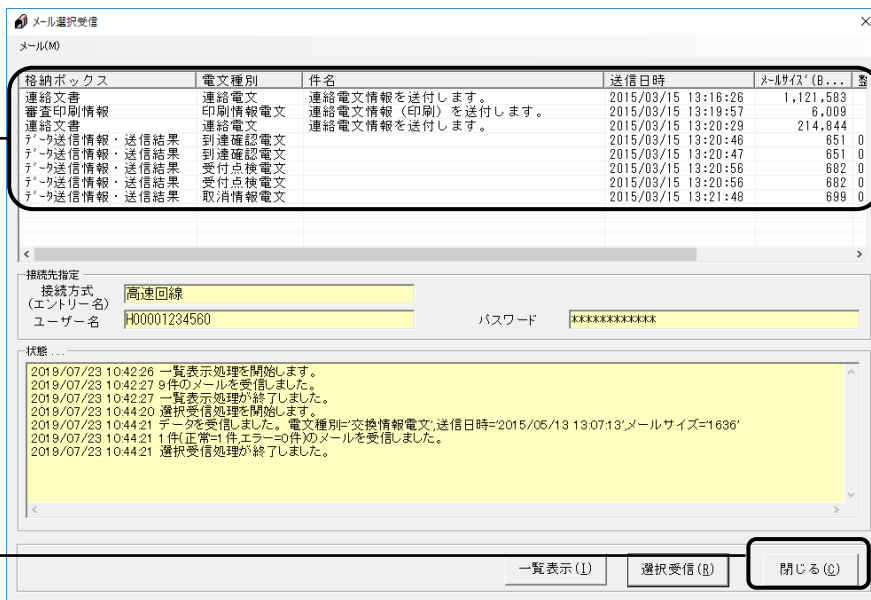 メール選択受信
メール(M)
格納ボックス 電文種別 件名 送信日時 ﾒｰﾙｻｲｽﾞ(B... 整
連絡文書 連絡電文 連絡電文情報を送付します。 2015/03/15 13:16:26 1,121,583
審査印刷情報 印刷情報電文 連絡電文情報（印刷）を送付します。 2015/03/15 13:19:57 6,009
連絡文書 連絡電文 連絡電文情報を送付します。 2015/03/15 13:20:29 214,844
ﾃﾞｰﾀ送信情報・送信結果 到達確認電文 2015/03/15 13:20:46 651 0
ﾃﾞｰﾀ送信情報・送信結果 到達確認電文 2015/03/15 13:20:47 651 0
ﾃﾞｰﾀ送信情報・送信結果 受付点検電文 2015/03/15 13:20:56 682 0
ﾃﾞｰﾀ送信情報・送信結果 受付点検電文 2015/03/15 13:20:56 682 0
ﾃﾞｰﾀ送信情報・送信結果 取消情報電文 2015/03/15 13:21:48 699 0
接続先指定
接続方式
(エントリー名) 高速回線
ユーザー名 H00001234560 パスワード ************
状態...
2019/07/23 10:42:26 一覧表示処理を開始します。
2019/07/23 10:42:27 9件のメールを受信しました。
2019/07/23 10:42:27 一覧表示処理が終了しました。
2019/07/23 10:44:20 選択受信処理を開始します。
2019/07/23 10:44:21 データを受信しました。電文種別='交換情報電文',送信日時='2015/05/13 13:07:13',メールサイズ='1636'
2019/07/23 10:44:21 1件(正常=1件,エラー=0件)のメールを受信しました。
2019/07/23 10:44:21 選択受信処理が終了しました。
一覧表示(I) 選択受信(R) 閉じる(C)